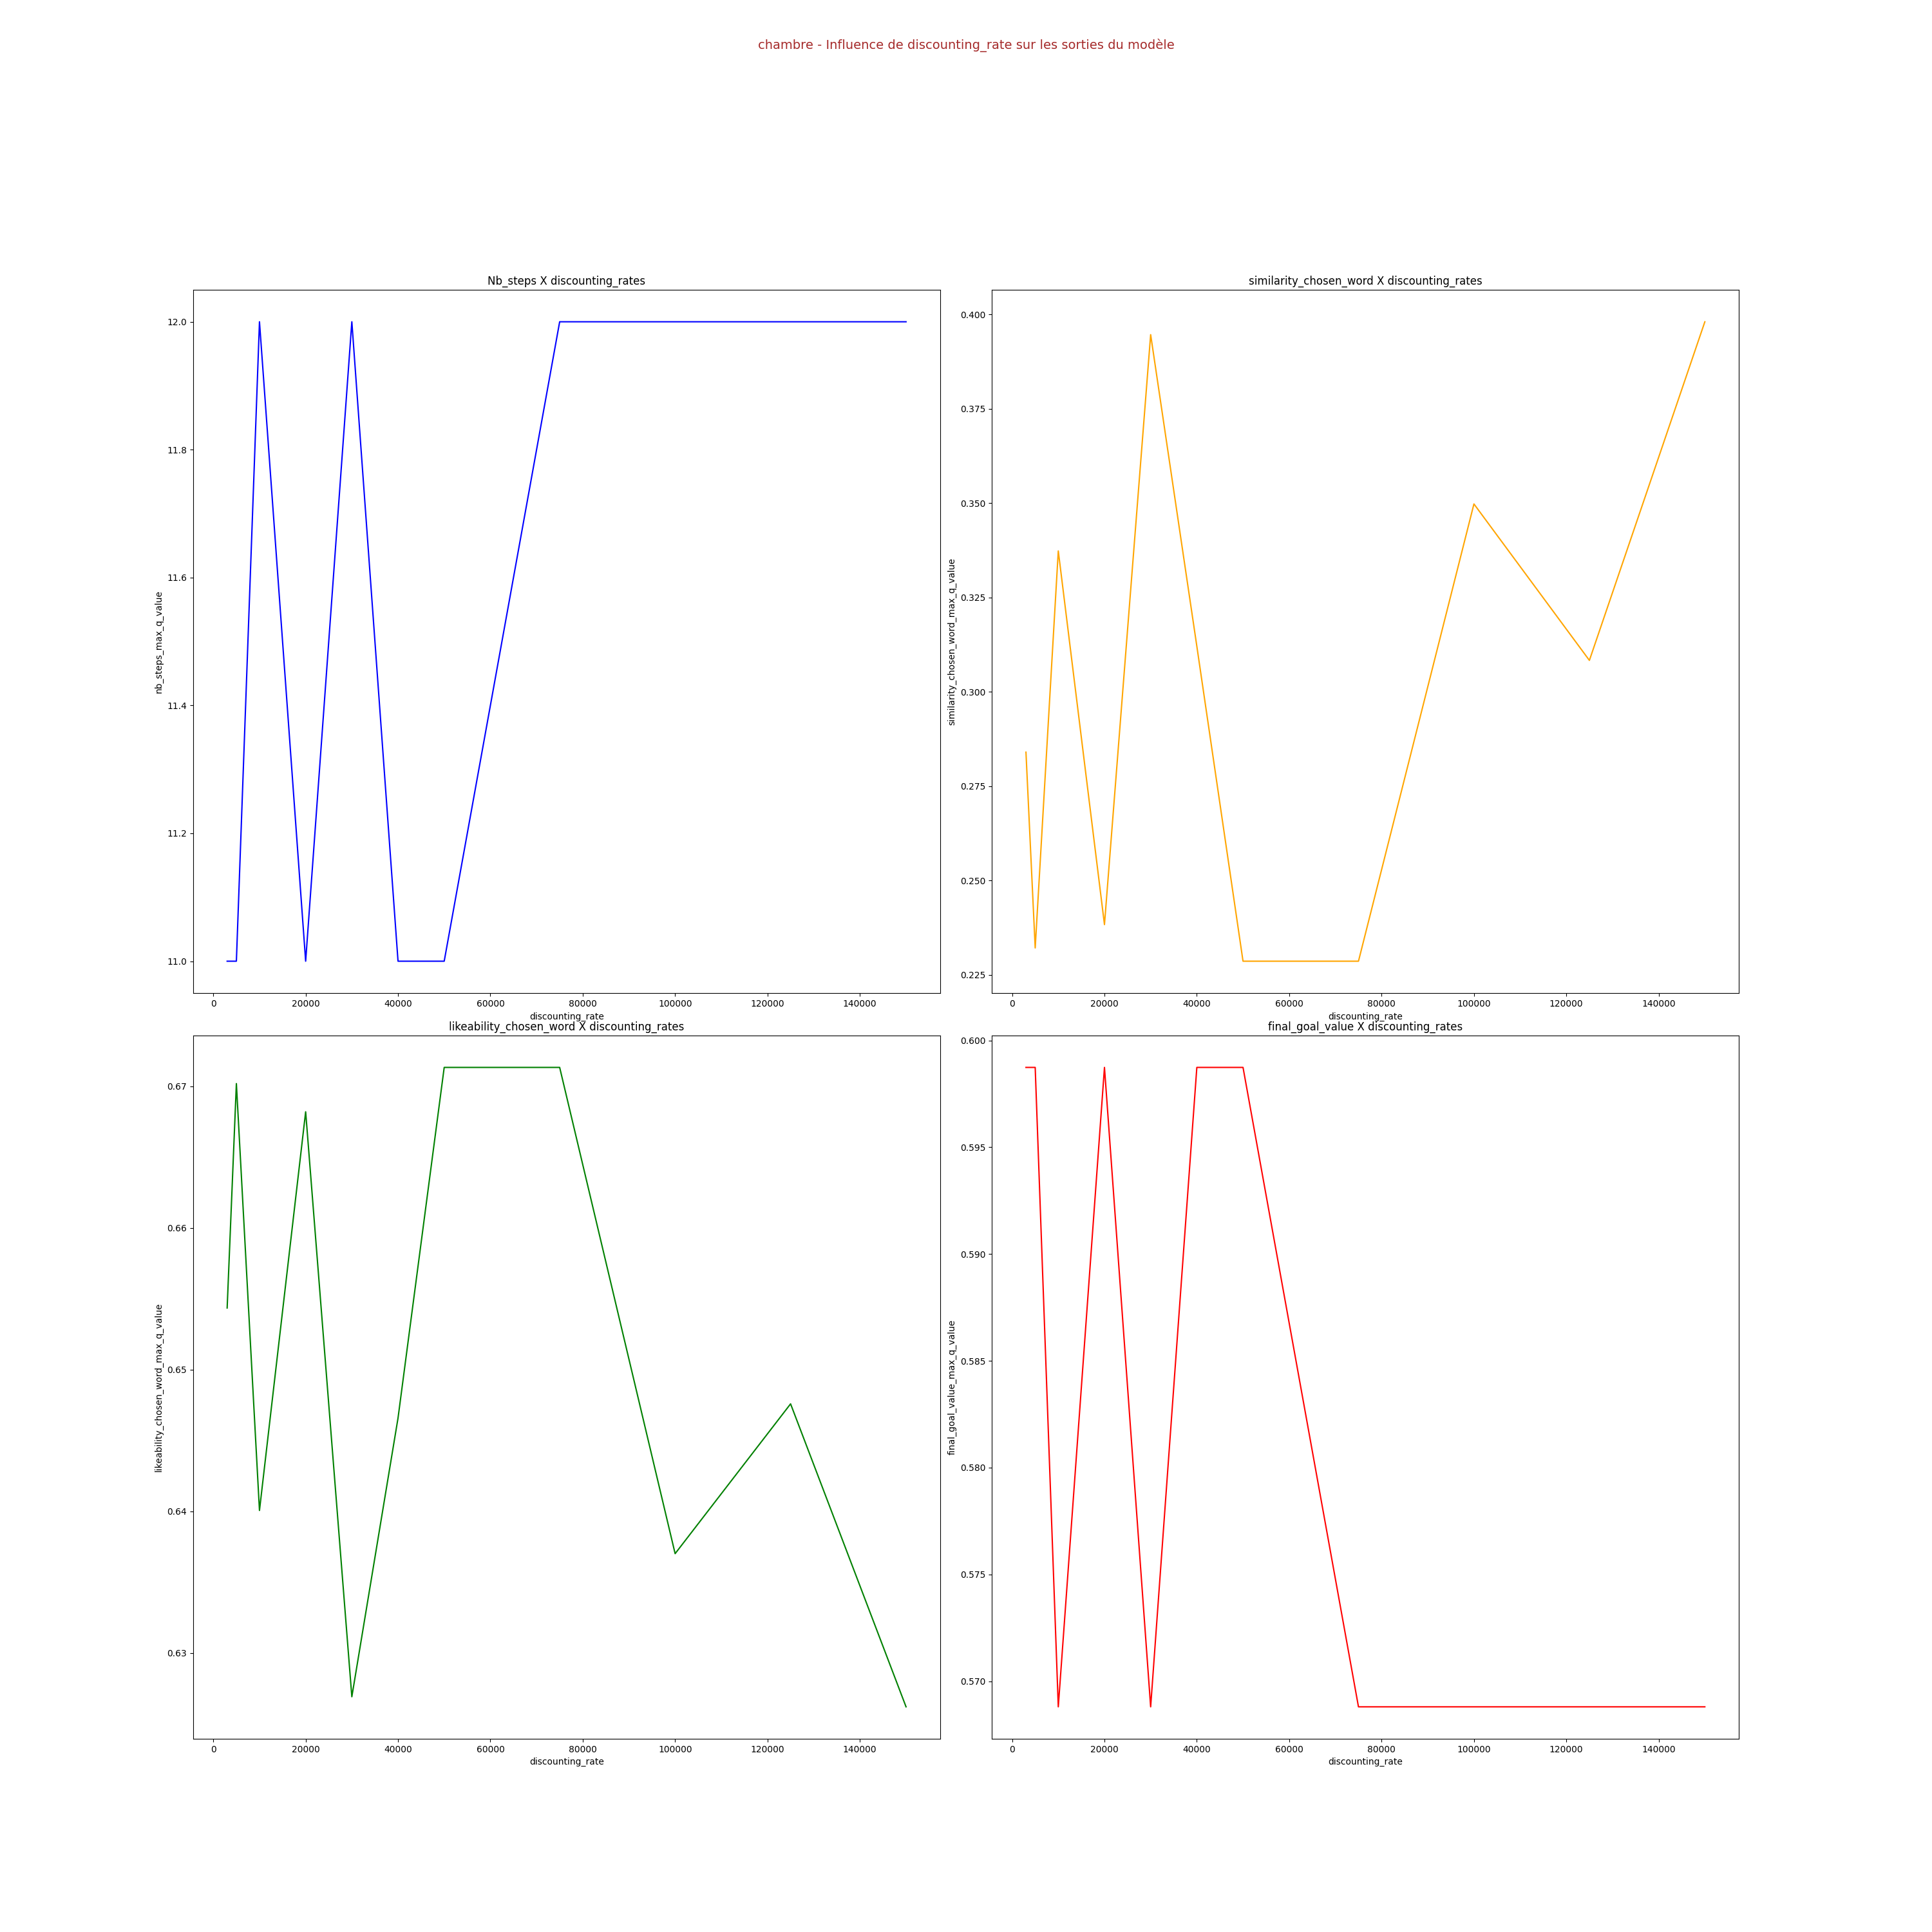 chambre - Influence de discounting_rate sur les sorties du modèle
Nb_steps X discounting_rates
nb_steps_max_q_value
12.0
11.8
11.6
11.4
11.2
11.0
0 20000 40000 60000 80000 100000 120000 140000
discounting_rate
similarity_chosen_word X discounting_rates
similarity_chosen_word_max_q_value
0.400
0.375
0.350
0.325
0.300
0.275
0.250
0.225
0 20000 40000 60000 80000 100000 120000 140000
discounting_rate
likeability_chosen_word X discounting_rates
likeability_chosen_word_max_q_value
0.67
0.66
0.65
0.64
0.63
0 20000 40000 60000 80000 100000 120000 140000
discounting_rate
final_goal_value X discounting_rates
final_goal_value_max_q_value
0.600
0.595
0.590
0.585
0.580
0.575
0.570
0 20000 40000 60000 80000 100000 120000 140000
discounting_rate